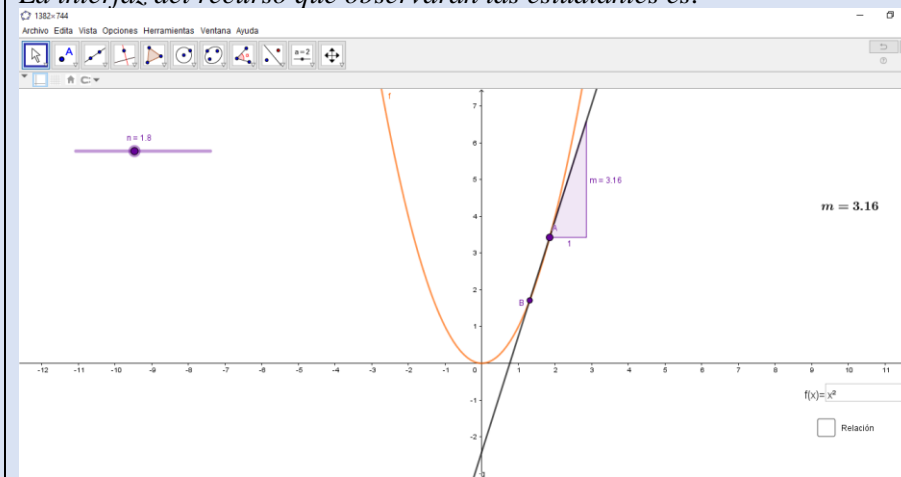 La interfaz del recurso que observarán las estudiantes es:
1382=744
Archivo Edita Vista Opciones Herramientas Ventana Ayuda
A
a=2
n = 1.8
f
7
6
5
4
3
2
1
-1
-2
-3
m = 3.16
A
1
B
m = 3.16
-12 -11 -10 -9 -8 -7 -6 -5 -4 -3 -2 -1 0 1 2 3 4 5 6 7 8 9 10 11
f(x)= x²
Relación